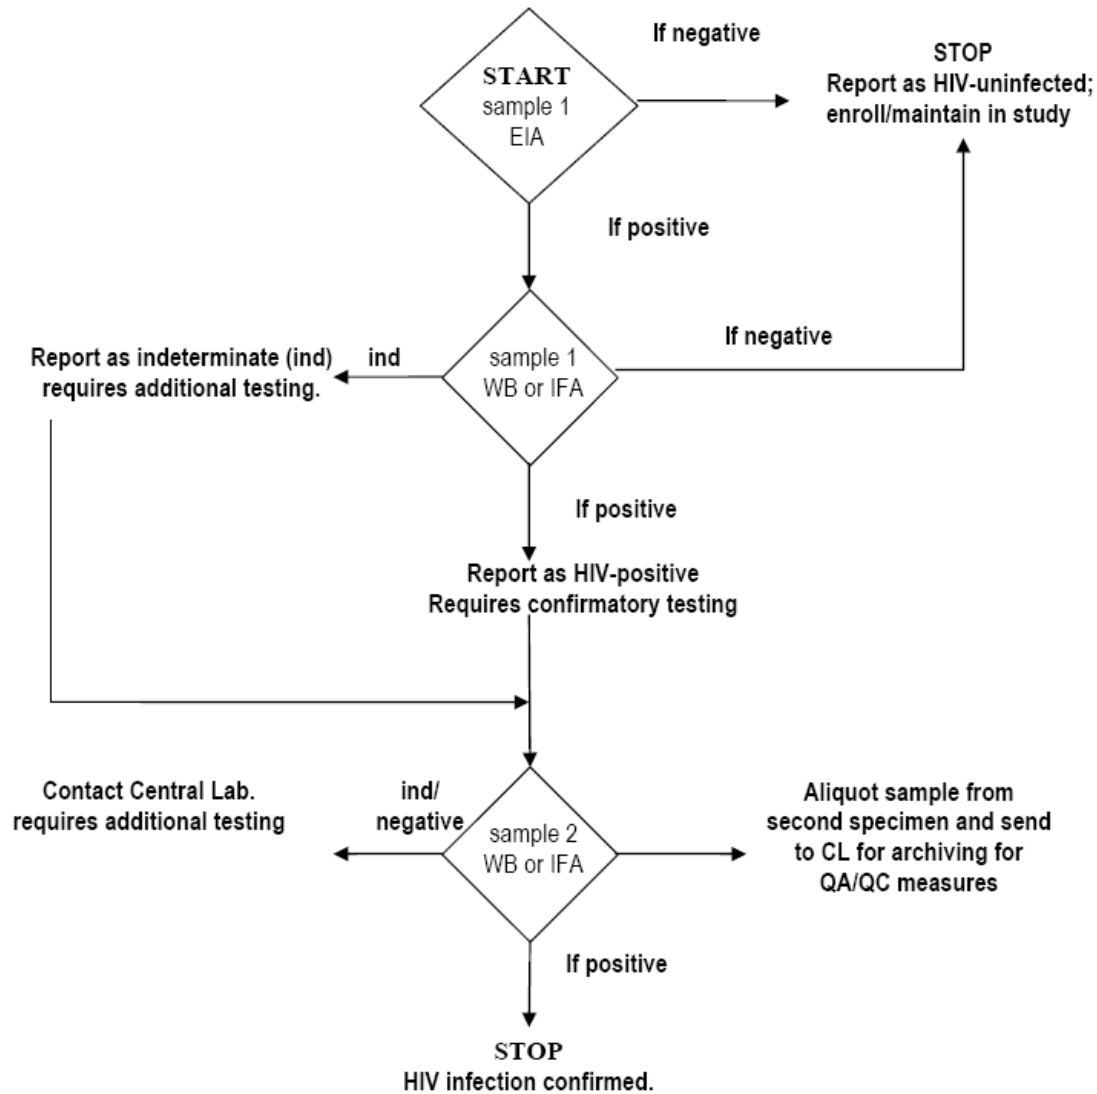 If negative
START
sample 1
EIA
STOP
Report as HIV-uninfected;
enroll/maintain in study
If positive
If negative
Report as indeterminate (ind)
requires additional testing.
ind
sample 1
WB or IFA
If positive
Report as HIV-positive
Requires confirmatory testing
Contact Central Lab.
requires additional testing
ind/
negative
sample 2
WB or IFA
Aliquot sample from
second specimen and send
to CL for archiving for
QA/QC measures
If positive
STOP
HIV infection confirmed.